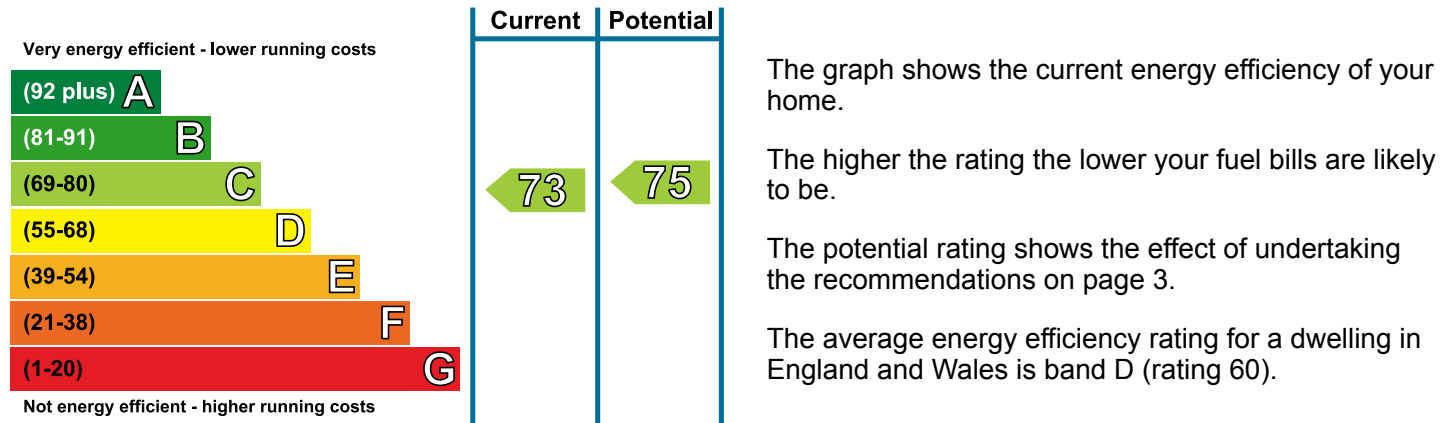 Current Potential
Very energy efficient - lower running costs
(92 plus) A
(81-91) B
(69-80) C
73 75
(55-68) D
(39-54) E
(21-38) F
(1-20) G
Not energy efficient - higher running costs
The graph shows the current energy efficiency of your
home.
The higher the rating the lower your fuel bills are likely
to be.
The potential rating shows the effect of undertaking
the recommendations on page 3.
The average energy efficiency rating for a dwelling in
England and Wales is band D (rating 60).